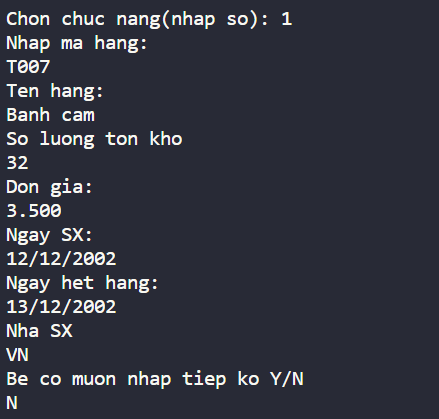 Chon chuc nang(nhap so): 1
Nhap ma hang:
T007
Ten hang:
Banh cam
So luong ton kho
32
Don gia:
3.500
Ngay SX:
12/12/2002
Ngay het hang:
13/12/2002
Nha SX
VN
Be co muon nhap tiep ko Y/N
N